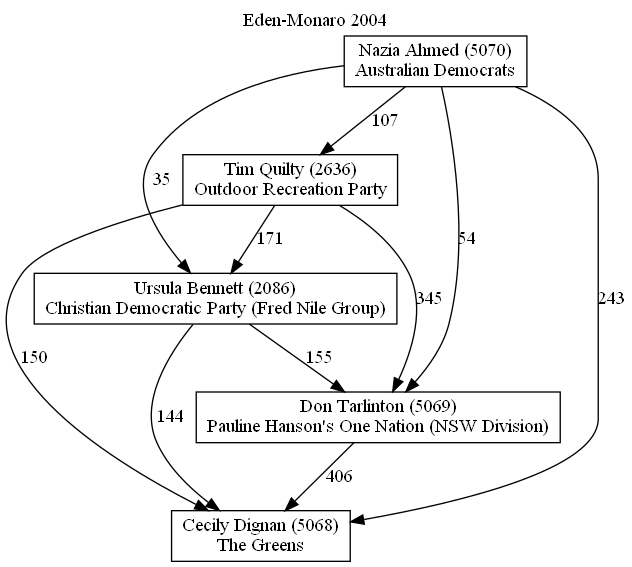 Eden-Monaro 2004
Nazia Ahmed (5070)
Australian Democrats
107
Tim Quilty (2636)
Outdoor Recreation Party
35
171
54
Ursula Bennett (2086)
Christian Democratic Party (Fred Nile Group)
345
243
150
155
Don Tarlinton (5069)
Pauline Hanson's One Nation (NSW Division)
144
406
Cecily Dignan (5068)
The Greens